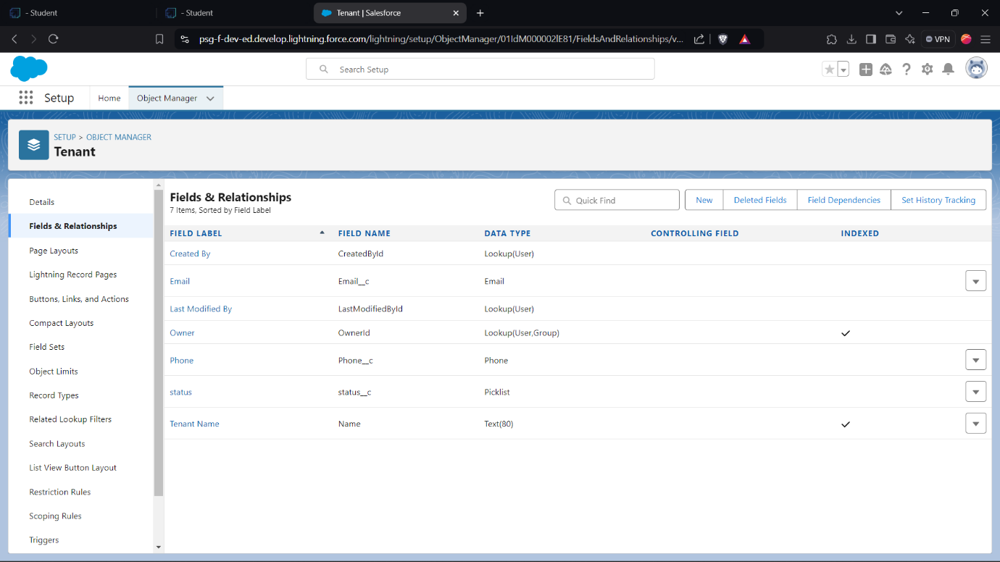 - Student
- Student
Tenant | Salesforce
psg-f-dev-ed.develop.lightning.force.com/lightning/setup/ObjectManager/01IdM000002lE81/FieldsAndRelationships/v...
VPN
Search Setup
Setup
Home
Object Manager
SETUP > OBJECT MANAGER
Tenant
Details
Fields & Relationships
Page Layouts
Lightning Record Pages
Buttons, Links, and Actions
Compact Layouts
Field Sets
Object Limits
Record Types
Related Lookup Filters
Search Layouts
List View Button Layout
Restriction Rules
Scoping Rules
Triggers
Fields & Relationships
7 Items, Sorted by Field Label
Quick Find
New
Deleted Fields
Field Dependencies
Set History Tracking
FIELD LABEL FIELD NAME DATA TYPE CONTROLLING FIELD INDEXED
Created By CreatedById Lookup(User)
Email Email__c Email
Last Modified By LastModifiedById Lookup(User)
Owner OwnerId Lookup(User,Group)
Phone Phone__c Phone
status status__c Picklist
Tenant Name Name Text(80)